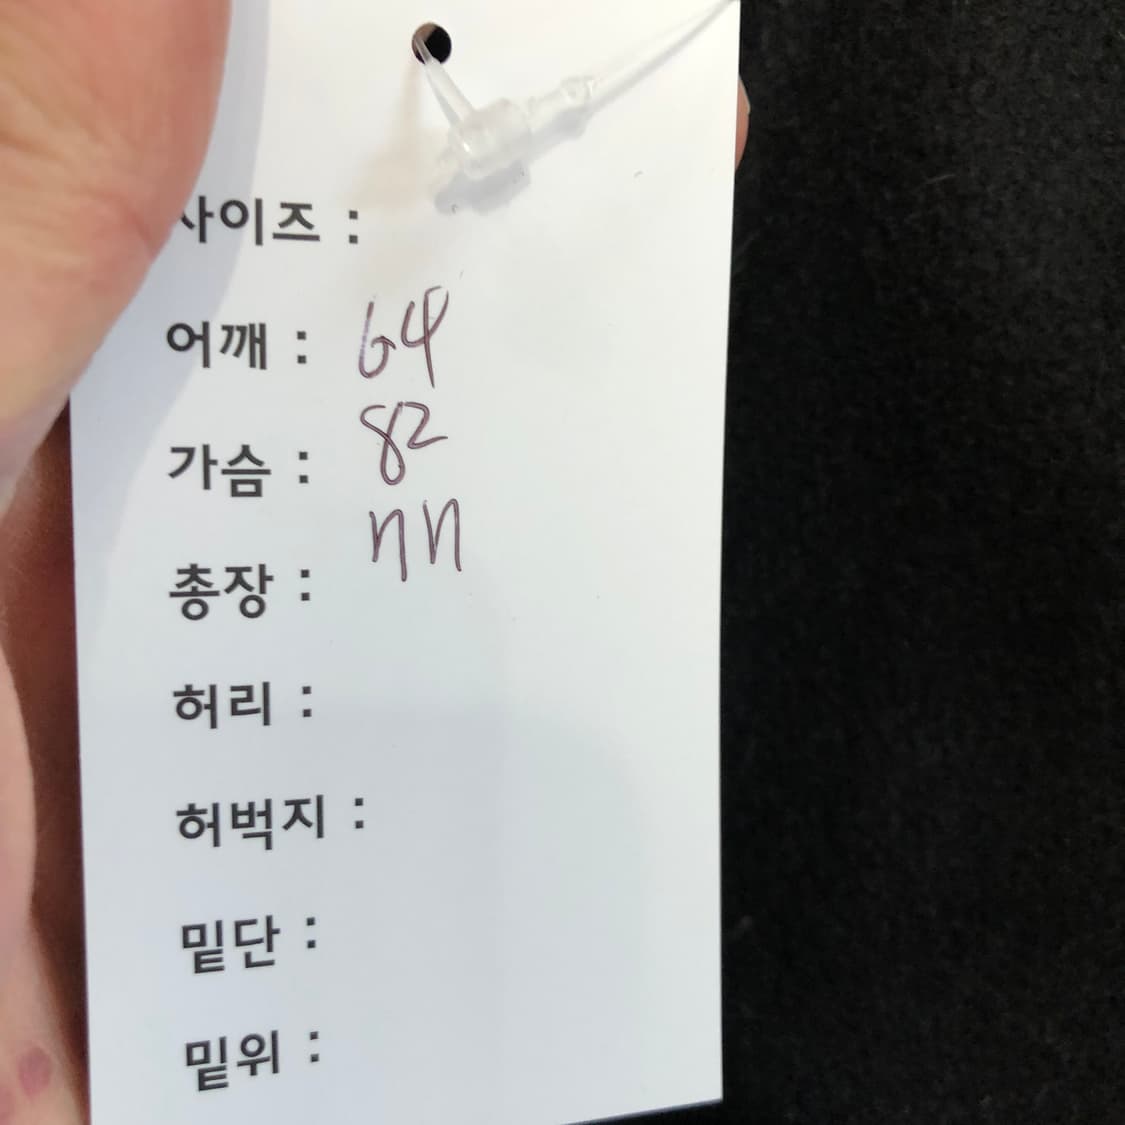 사이즈 :
어깨 : 64
가슴 : 82
총장 : 77
허리 :
허벅지 :
밑단 :
밑위 :